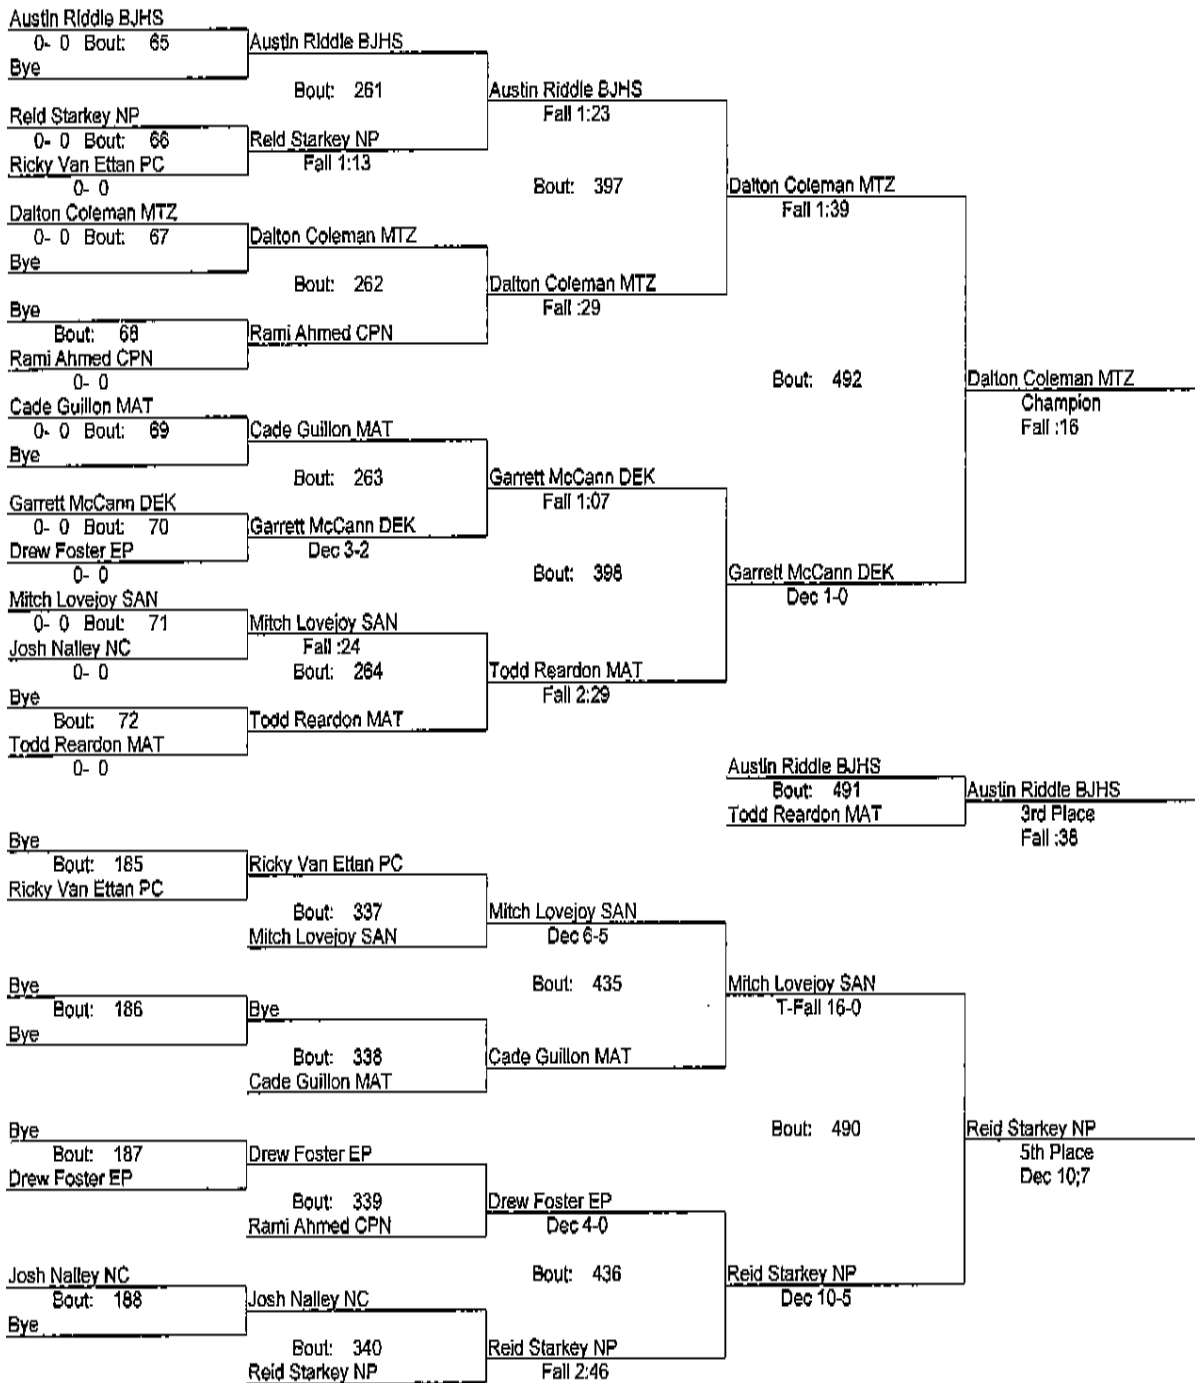 Austin Riddle BJHS
0- 0 Bout: 65
Bye
Austin Riddle BJHS
Bout: 261
Reid Starkey NP
0- 0 Bout: 66
Ricky Van Ettan PC
0- 0
Reid Starkey NP
Fall 1:13
Austin Riddle BJHS
Fall 1:23
Bout: 397
Dalton Coleman MTZ
0- 0 Bout: 67
Bye
Dalton Coleman MTZ
Bout: 262
Bye
Bout: 68
Rami Ahmed CPN
0- 0
Rami Ahmed CPN
Dalton Coleman MTZ
Fall :29
Dalton Coleman MTZ
Fall 1:39
Bout: 492
Dalton Coleman MTZ
Champion
Fall :16
Cade Guillon MAT
0- 0 Bout: 69
Bye
Cade Guillon MAT
Bout: 263
Garrett McCann DEK
0- 0 Bout: 70
Drew Foster EP
0- 0
Garrett McCann DEK
Dec 3-2
Garrett McCann DEK
Fall 1:07
Bout: 398
Garrett McCann DEK
Dec 1-0
Mitch Lovejoy SAN
0- 0 Bout: 71
Josh Nalley NC
0- 0
Mitch Lovejoy SAN
Fall :24
Bout: 264
Bye
Bout: 72
Todd Reardon MAT
0- 0
Todd Reardon MAT
Todd Reardon MAT
Fall 2:29
Austin Riddle BJHS
Bout: 491
Todd Reardon MAT
Austin Riddle BJHS
3rd Place
Fall :38
Bye
Bout: 185
Ricky Van Ettan PC
Ricky Van Ettan PC
Bout: 337
Mitch Lovejoy SAN
Mitch Lovejoy SAN
Dec 6-5
Bout: 435
Bye
Bout: 186
Bye
Bye
Bout: 338
Cade Guillon MAT
Cade Guillon MAT
Mitch Lovejoy SAN
T-Fall 16-0
Bout: 490
Reid Starkey NP
5th Place
Dec 10;7
Bye
Bout: 187
Drew Foster EP
Drew Foster EP
Bout: 339
Rami Ahmed CPN
Drew Foster EP
Dec 4-0
Bout: 436
Reid Starkey NP
Dec 10-5
Josh Nalley NC
Bout: 188
Bye
Josh Nalley NC
Bout: 340
Reid Starkey NP
Reid Starkey NP
Fall 2:46